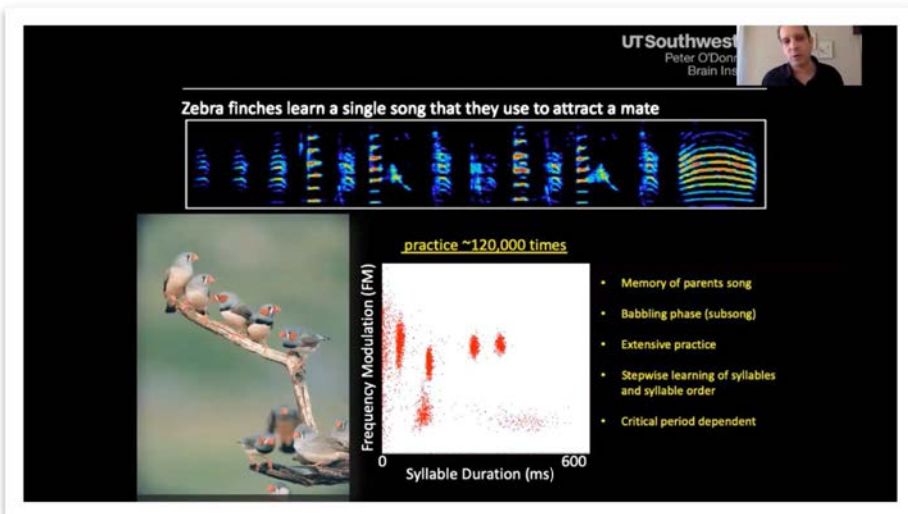 UTSouthwest
Peter O'Donn
Brain Ins
Zebra finches learn a single song that they use to attract a mate
practice ~120,000 times
Frequency Modulation (FM)
0
600
Syllable Duration (ms)
• Memory of parents song
• Babbling phase (subsong)
• Extensive practice
• Stepwise learning of syllables
and syllable order
• Critical period dependent